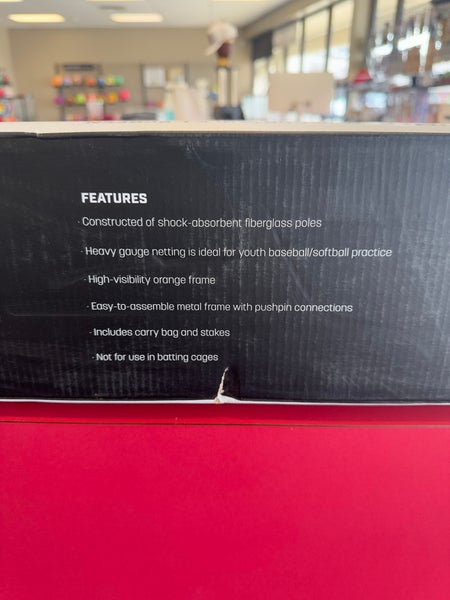 FEATURES
· Constructed of shock-absorbent fiberglass poles
· Heavy gauge netting is ideal for youth baseball/softball practice
· High-visibility orange frame
· Easy-to-assemble metal frame with pushpin connections
· Includes carry bag and stakes
· Not for use in batting cages